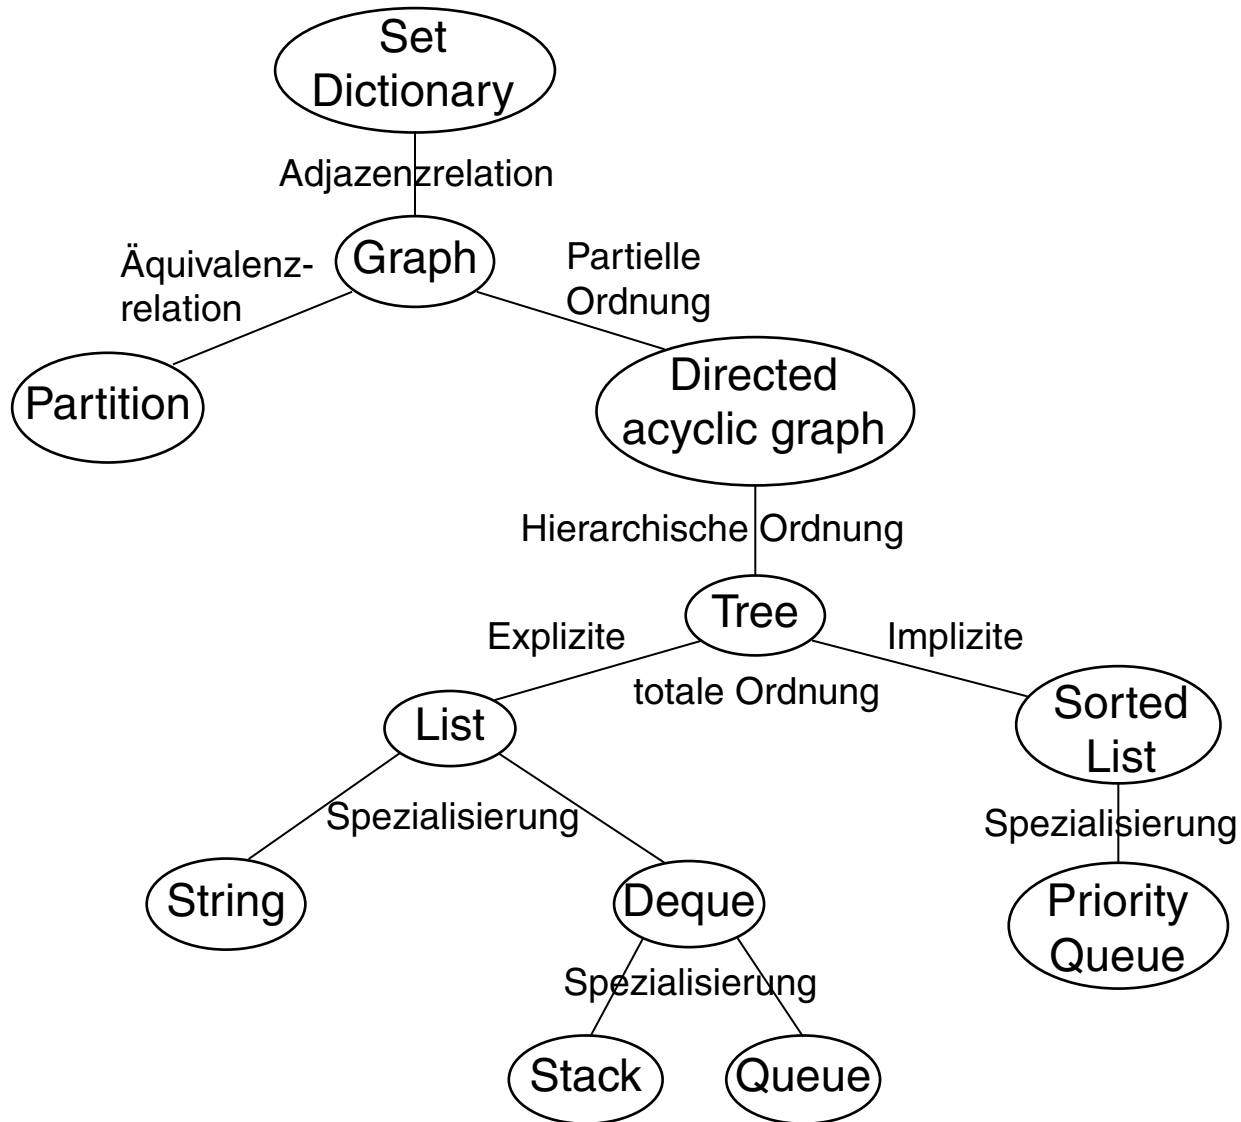 Set
Dictionary
Adjazenzrelation
Graph
Äquivalenz-
relation
Partielle
Ordnung
Partition
Directed
acyclic graph
Hierarchische Ordnung
Tree
Explizite
Implizite
totale Ordnung
List
Sorted
List
Spezialisierung
Spezialisierung
String
Deque
Priority
Queue
Spezialisierung
Stack
Queue